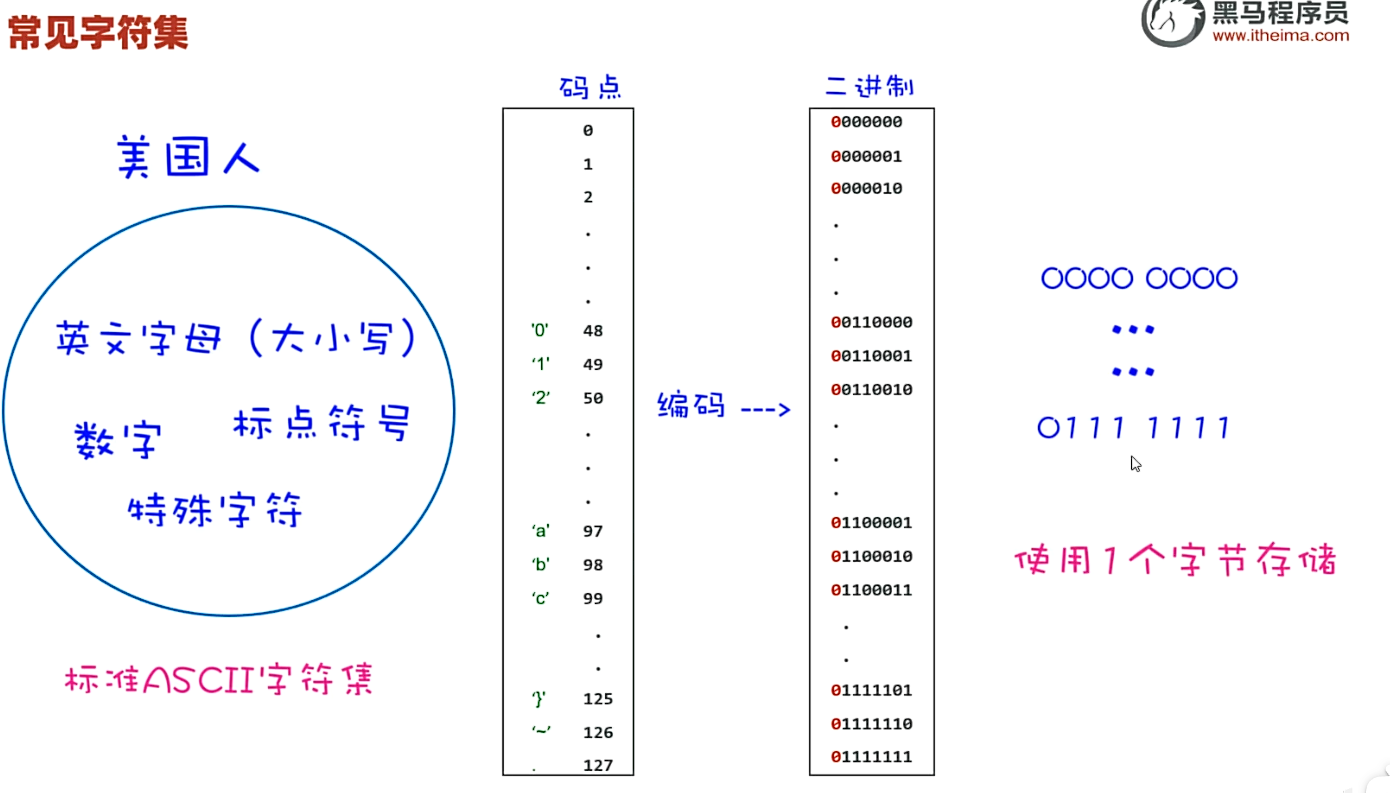 常见字符集
黑马程序员
www.itheima.com
码点
二进制
美国人
英文字母（大小写）
数字
标点符号
特殊字符
标准ASCII字符集
0
1
2
.
.
.
'0' 48
‘1’ 49
‘2’ 50
.
.
.
‘a’ 97
‘b’ 98
‘c’ 99
.
.
‘}’ 125
‘~’ 126
. 127
编码 --->
0000000
0000001
0000010
.
.
.
00110000
00110001
00110010
.
.
.
01100001
01100010
01100011
.
.
01111101
01111110
01111111
0000 0000
...
...
0111 1111
使用1个字节存储